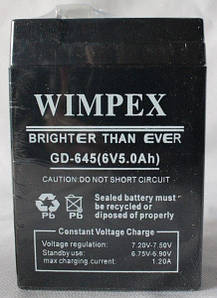 WIMPEX
BRIGHTER THAN EVER
GD-645(6V5.0Ah)
CAUTION:DO NOT SHORT CIRCUIT
Sealed battery must be
recycled or
disposed of properly
Pb
Pb
Constant Voltage Charge
Voltage regulation: 7.20V-7.50V
Standby use: 6.75V-6.90V
max charging current: 1.20A